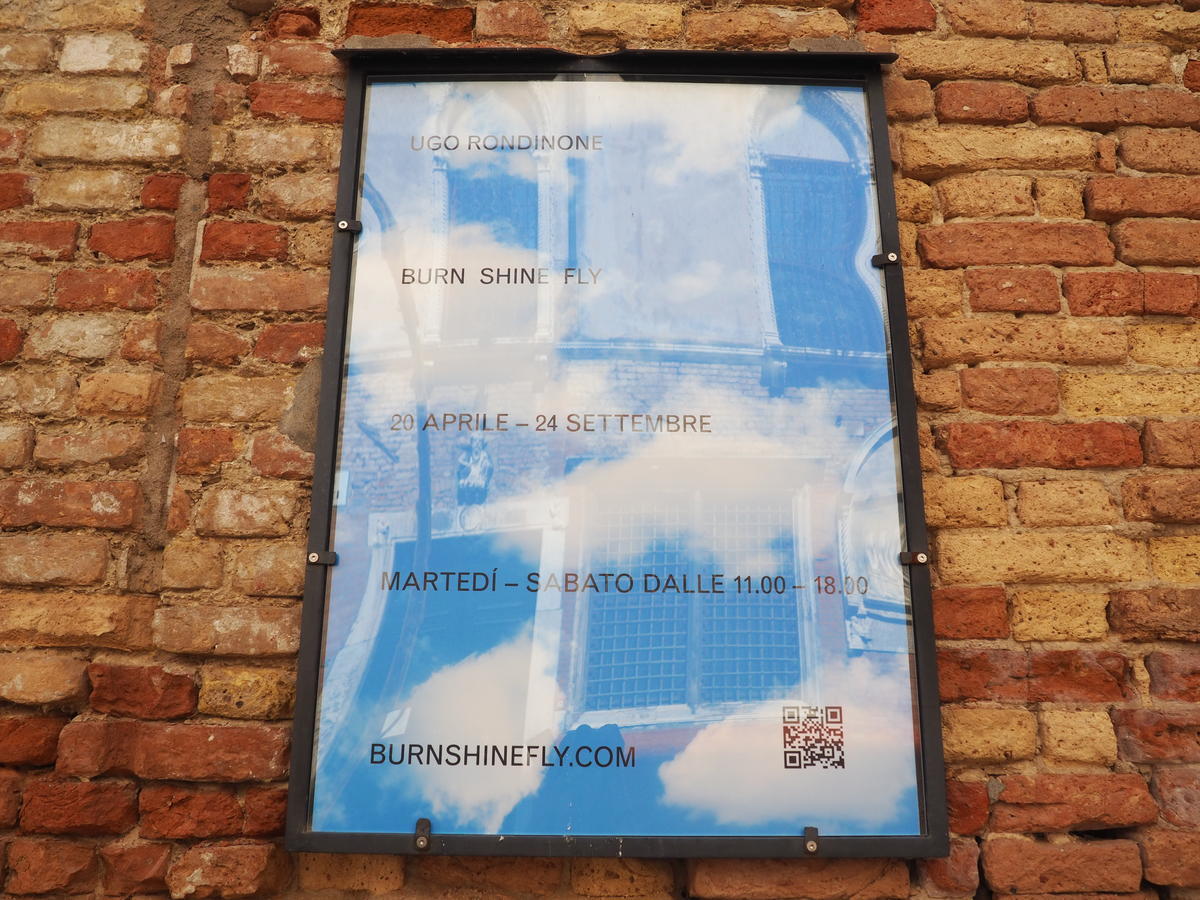 UGO RONDINONE
BURN SHINE FLY
20 APRILE – 24 SETTEMBRE
MARTEDÍ – SABATO DALLE 11.00 – 18.00
BURNSHINEFLY.COM